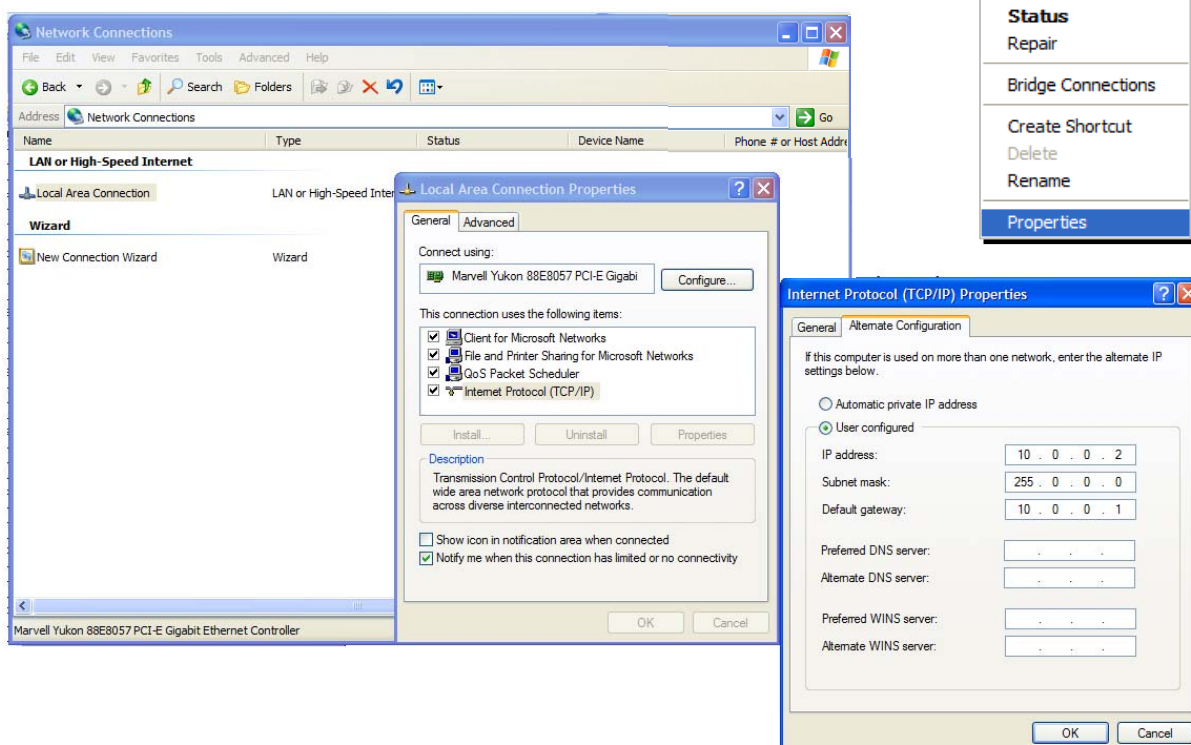 Network Connections
File Edit View Favorites Tools Advanced Help
Back Search Folders
Address Network Connections Go
Name Type Status Device Name Phone # or Host Addre
LAN or High-Speed Internet
Local Area Connection LAN or High-Speed Inter
Wizard
New Connection Wizard Wizard
Marvell Yukon 88E8057 PCI-E Gigabit Ethernet Controller
Local Area Connection Properties
General Advanced
Connect using:
Marvell Yukon 88E8057 PCI-E Gigabi Configure...
This connection uses the following items:
Client for Microsoft Networks
File and Printer Sharing for Microsoft Networks
QoS Packet Scheduler
Internet Protocol (TCP/IP)
Install... Uninstall Properties
Description
Transmission Control Protocol/Internet Protocol. The default
wide area network protocol that provides communication
across diverse interconnected networks.
Show icon in notification area when connected
Notify me when this connection has limited or no connectivity
OK Cancel
Status
Repair
Bridge Connections
Create Shortcut
Delete
Rename
Properties
Internet Protocol (TCP/IP) Properties
General Alternate Configuration
If this computer is used on more than one network, enter the alternate IP
settings below.
Automatic private IP address
User configured
IP address: 10 . 0 . 0 . 2
Subnet mask: 255 . 0 . 0 . 0
Default gateway: 10 . 0 . 0 . 1
Preferred DNS server: . . .
Alternate DNS server: . . .
Preferred WINS server: . . .
Alternate WINS server: . . .
OK Cancel